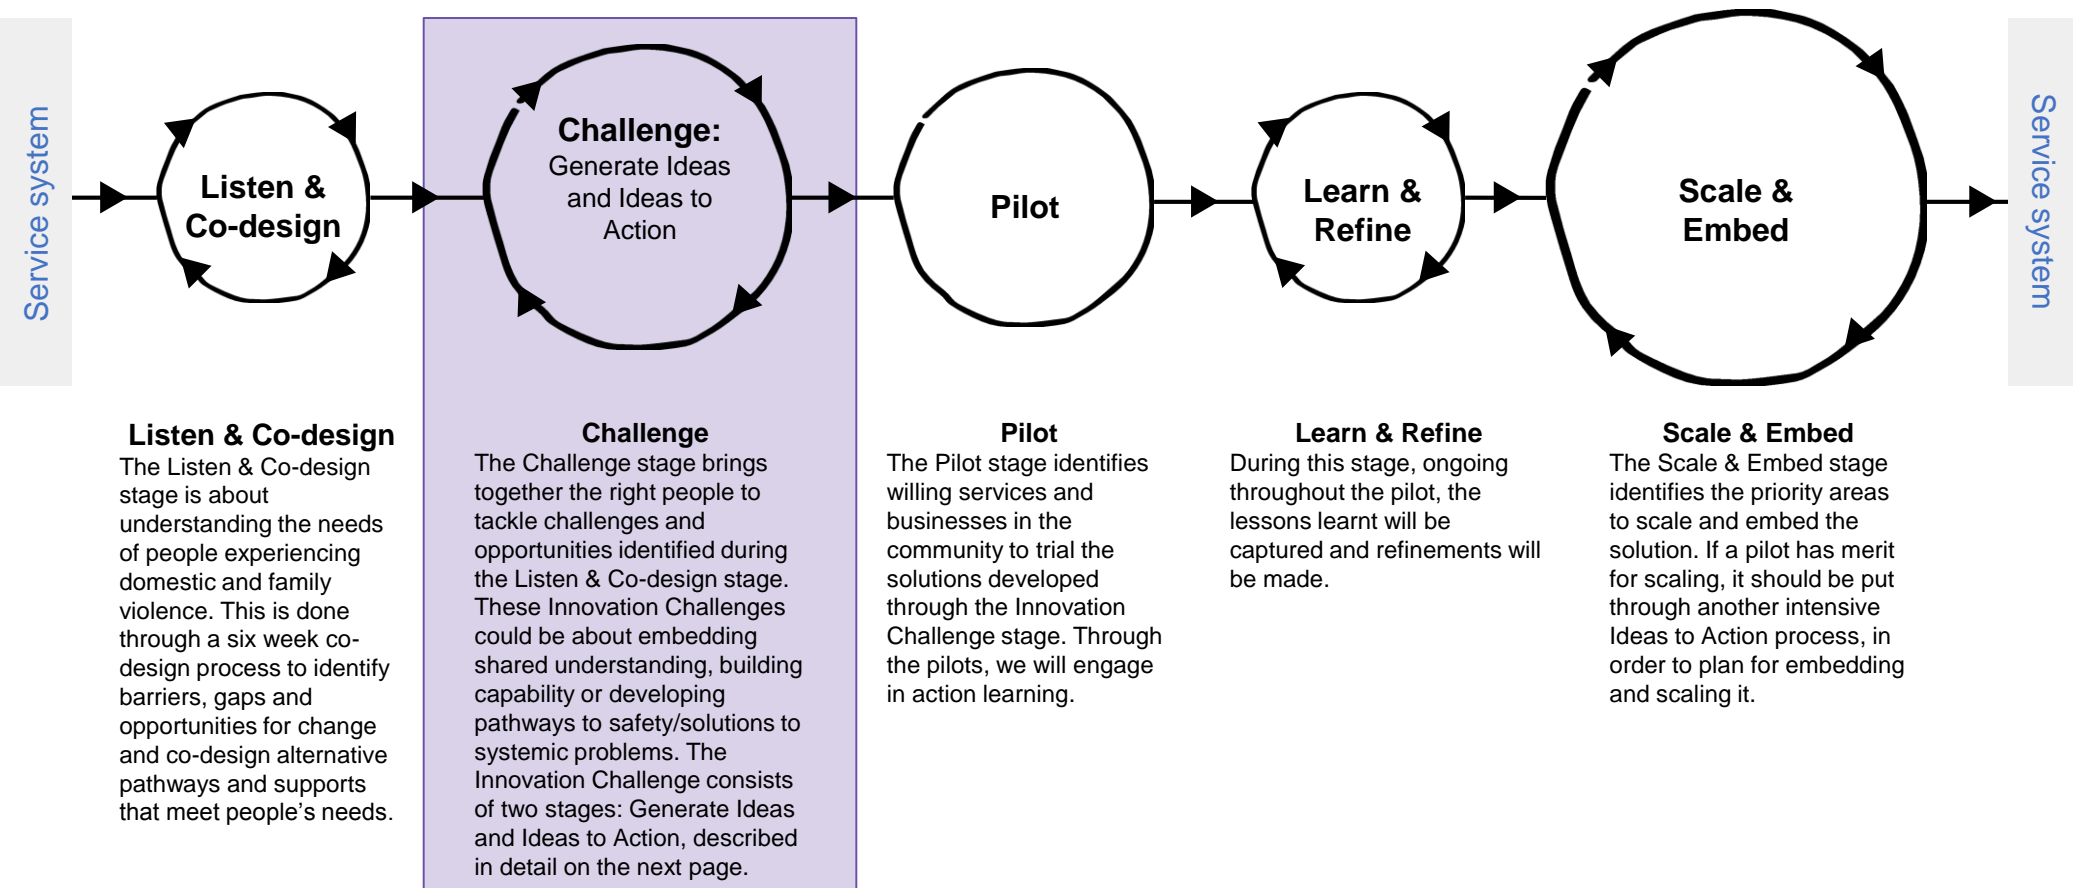 Service system
Listen &
Co-design
Challenge:
Generate Ideas
and Ideas to
Action
Pilot
Learn &
Refine
Scale &
Embed
Service system
Listen & Co-design
The Listen & Co-design
stage is about
understanding the needs
of people experiencing
domestic and family
violence. This is done
through a six week co-
design process to identify
barriers, gaps and
opportunities for change
and co-design alternative
pathways and supports
that meet people’s needs.
Challenge
The Challenge stage brings
together the right people to
tackle challenges and
opportunities identified during
the Listen & Co-design stage.
These Innovation Challenges
could be about embedding
shared understanding, building
capability or developing
pathways to safety/solutions to
systemic problems. The
Innovation Challenge consists
of two stages: Generate Ideas
and Ideas to Action, described
in detail on the next page.
Pilot
The Pilot stage identifies
willing services and
businesses in the
community to trial the
solutions developed
through the Innovation
Challenge stage. Through
the pilots, we will engage
in action learning.
Learn & Refine
During this stage, ongoing
throughout the pilot, the
lessons learnt will be
captured and refinements will
be made.
Scale & Embed
The Scale & Embed stage
identifies the priority areas
to scale and embed the
solution. If a pilot has merit
for scaling, it should be put
through another intensive
Ideas to Action process, in
order to plan for embedding
and scaling it.